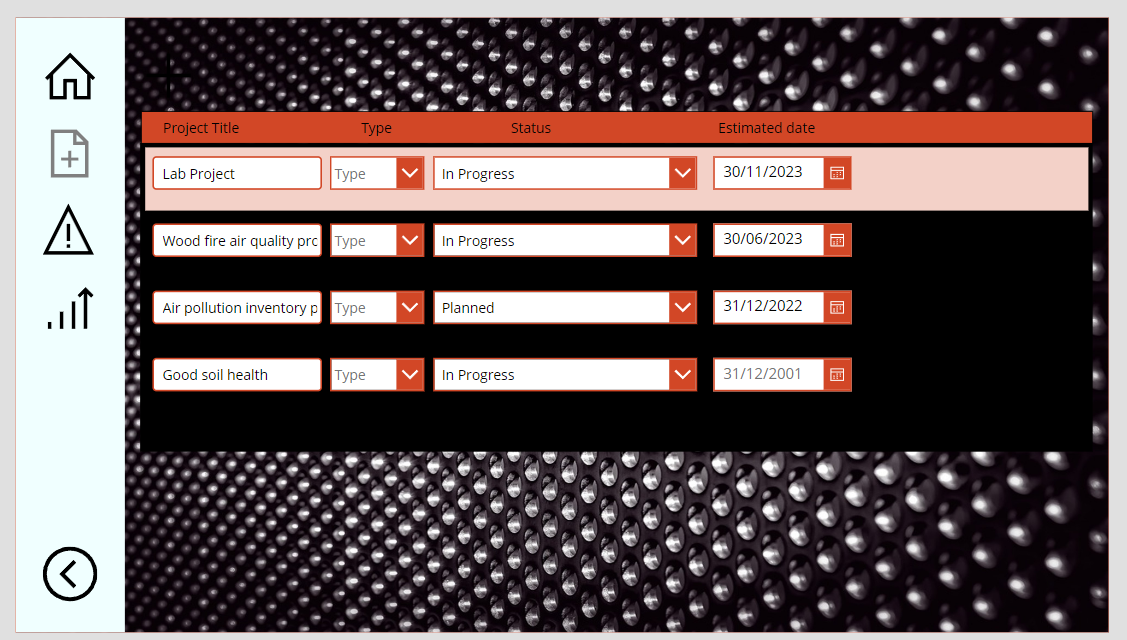 Project Title Type Status Estimated date
Lab Project Type In Progress 30/11/2023
Wood fire air quality prc Type In Progress 30/06/2023
Air pollution inventory p Type Planned 31/12/2022
Good soil health Type In Progress 31/12/2001